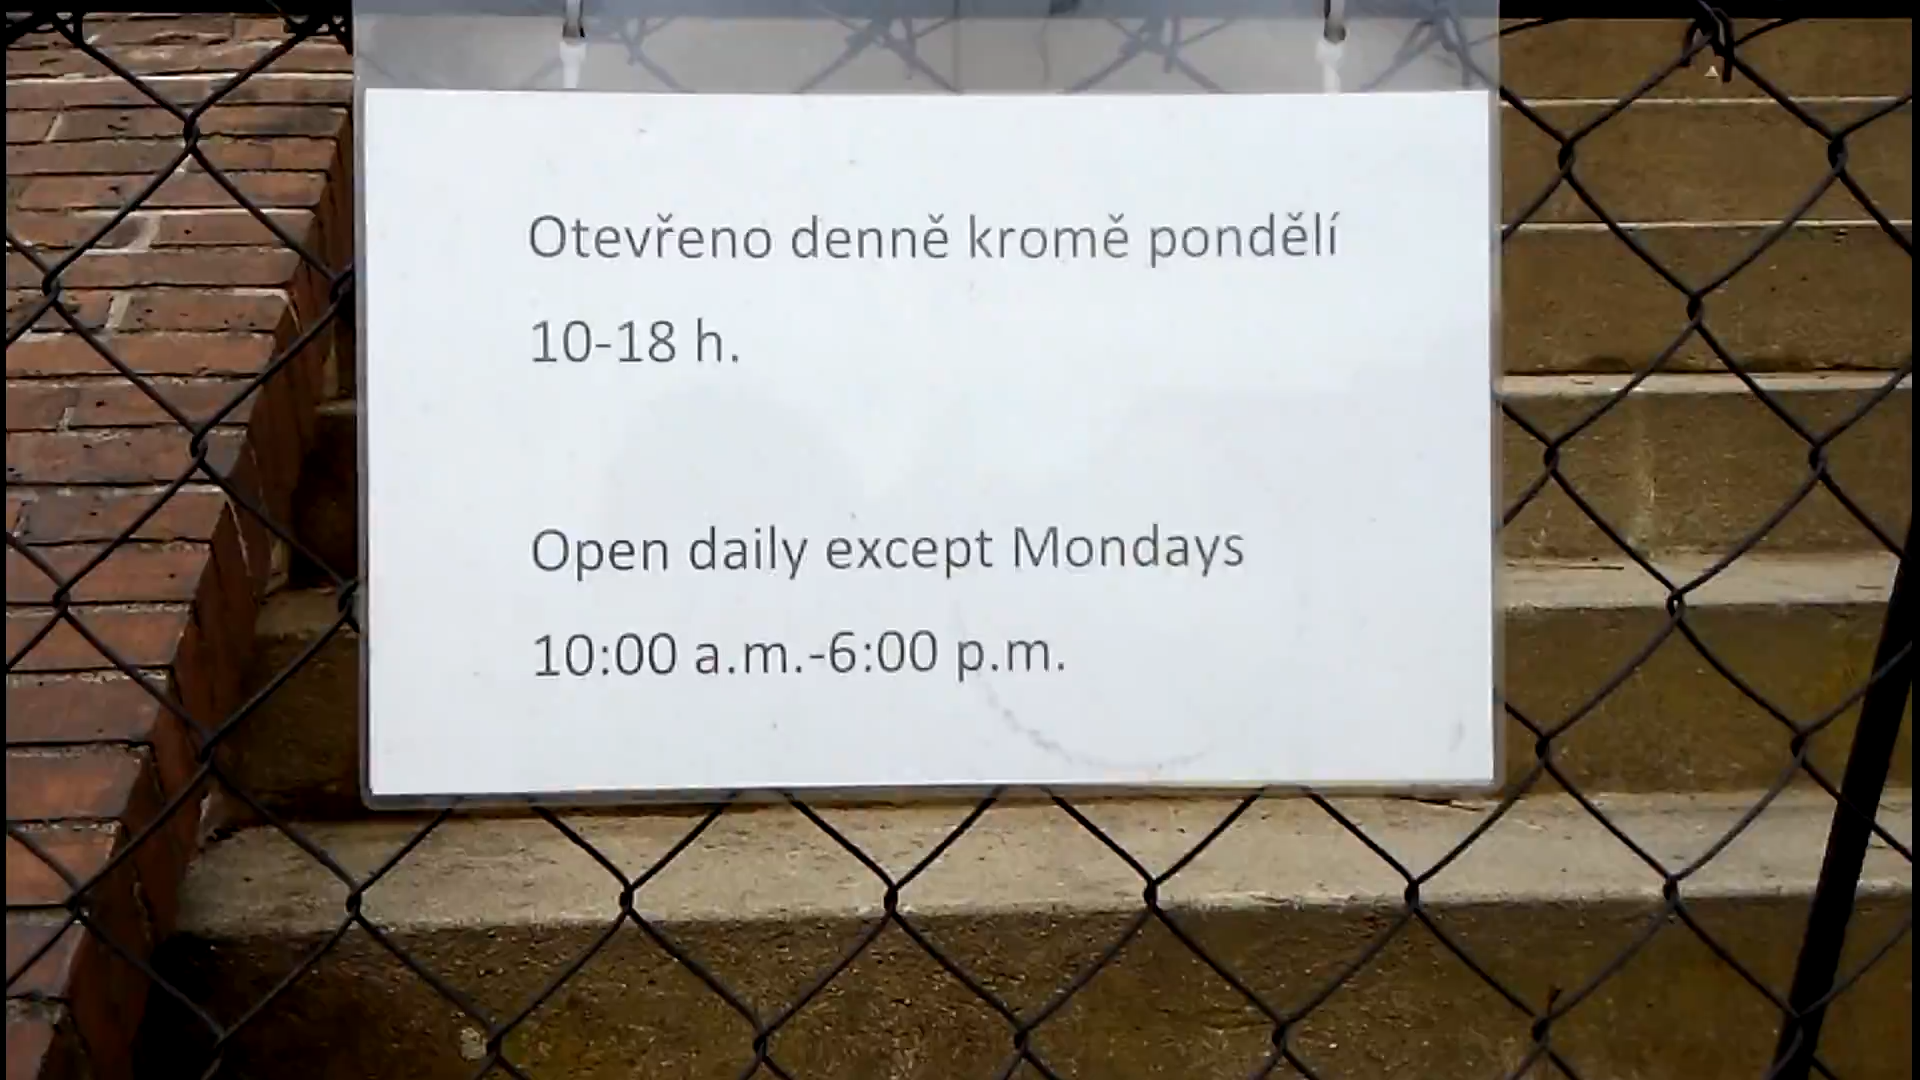 Otevřeno denně kromě pondělí
10-18 h.
Open daily except Mondays
10:00 a.m.-6:00 p.m.